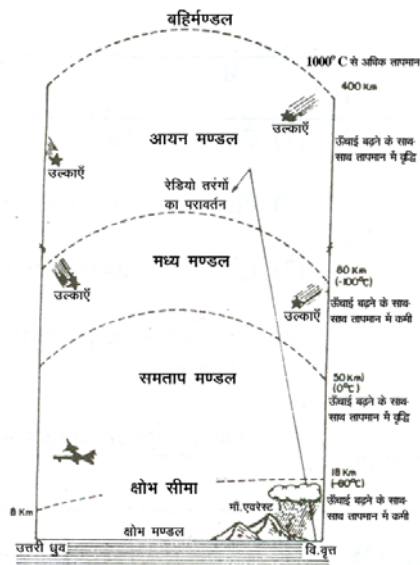 बहिर्मण्डल
1000° C से अधिक तापमान
400 Km
उल्काएँ
आयन मण्डल
ऊँचाई बढ़ने के साथ-
साथ तापमान में वृद्धि
उल्काएँ
रेडियो तरंगों
का परावर्तन
मध्य मण्डल
80 Km
(-100°C)
उल्काएँ
उल्काएँ
ऊँचाई बढ़ने के साथ-
साथ तापमान में कमी
समताप मण्डल
50 Km)
(0°C)
ऊँचाई बढ़ने के साथ-
साथ तापमान में वृद्धि
क्षोभ सीमा
18 Km
(-80°C)
मा.एवरेस्ट
ऊँचाई बढ़ने के साथ-
साथ तापमान में कमी
8 Km
क्षोभ मण्डल
उत्तरी ध्रुव
वि.वृत्त